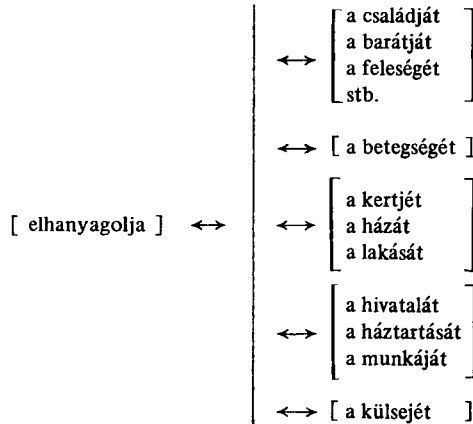 a családját
a barátját
a feleségét
stb.
[ a betegségét ]
[ elhanyagolja ]
a kertjét
a házát
a lakását
a hivatalát
a háztartását
a munkáját
[ a külsejét ]